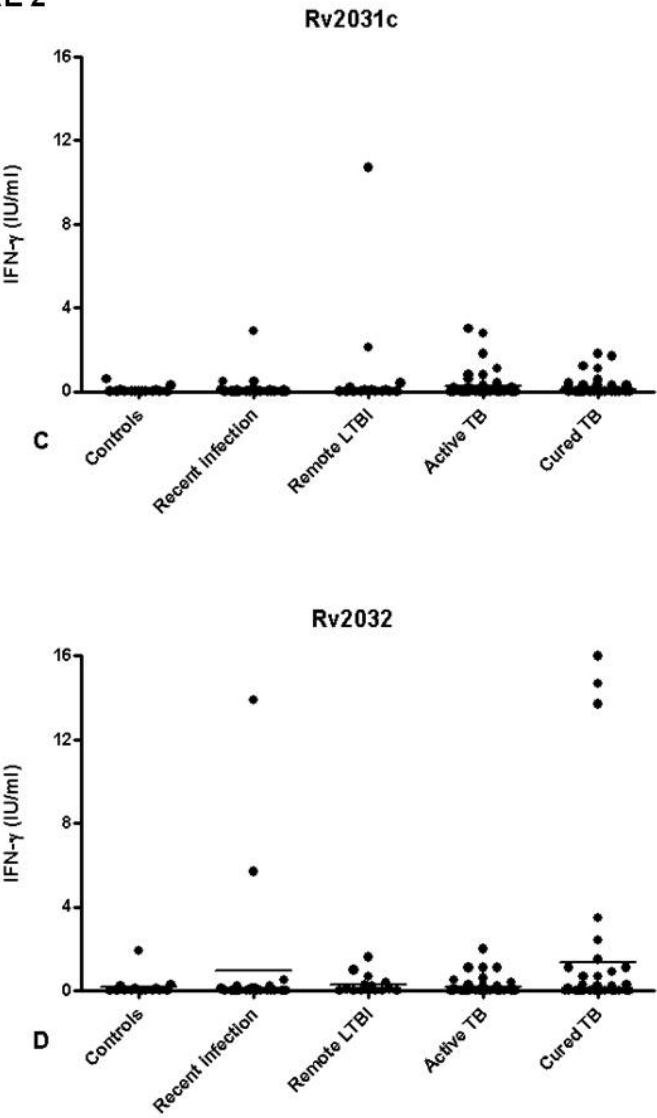 Rv2031c
16
12
8
4
0
IFN-γ (IU/ml)
Controls
Recent Infection
Remote LTBI
Active TB
Cured TB
C
Rv2032
16
12
8
4
0
IFN-γ (IU/ml)
Controls
Recent Infection
Remote LTBI
Active TB
Cured TB
D